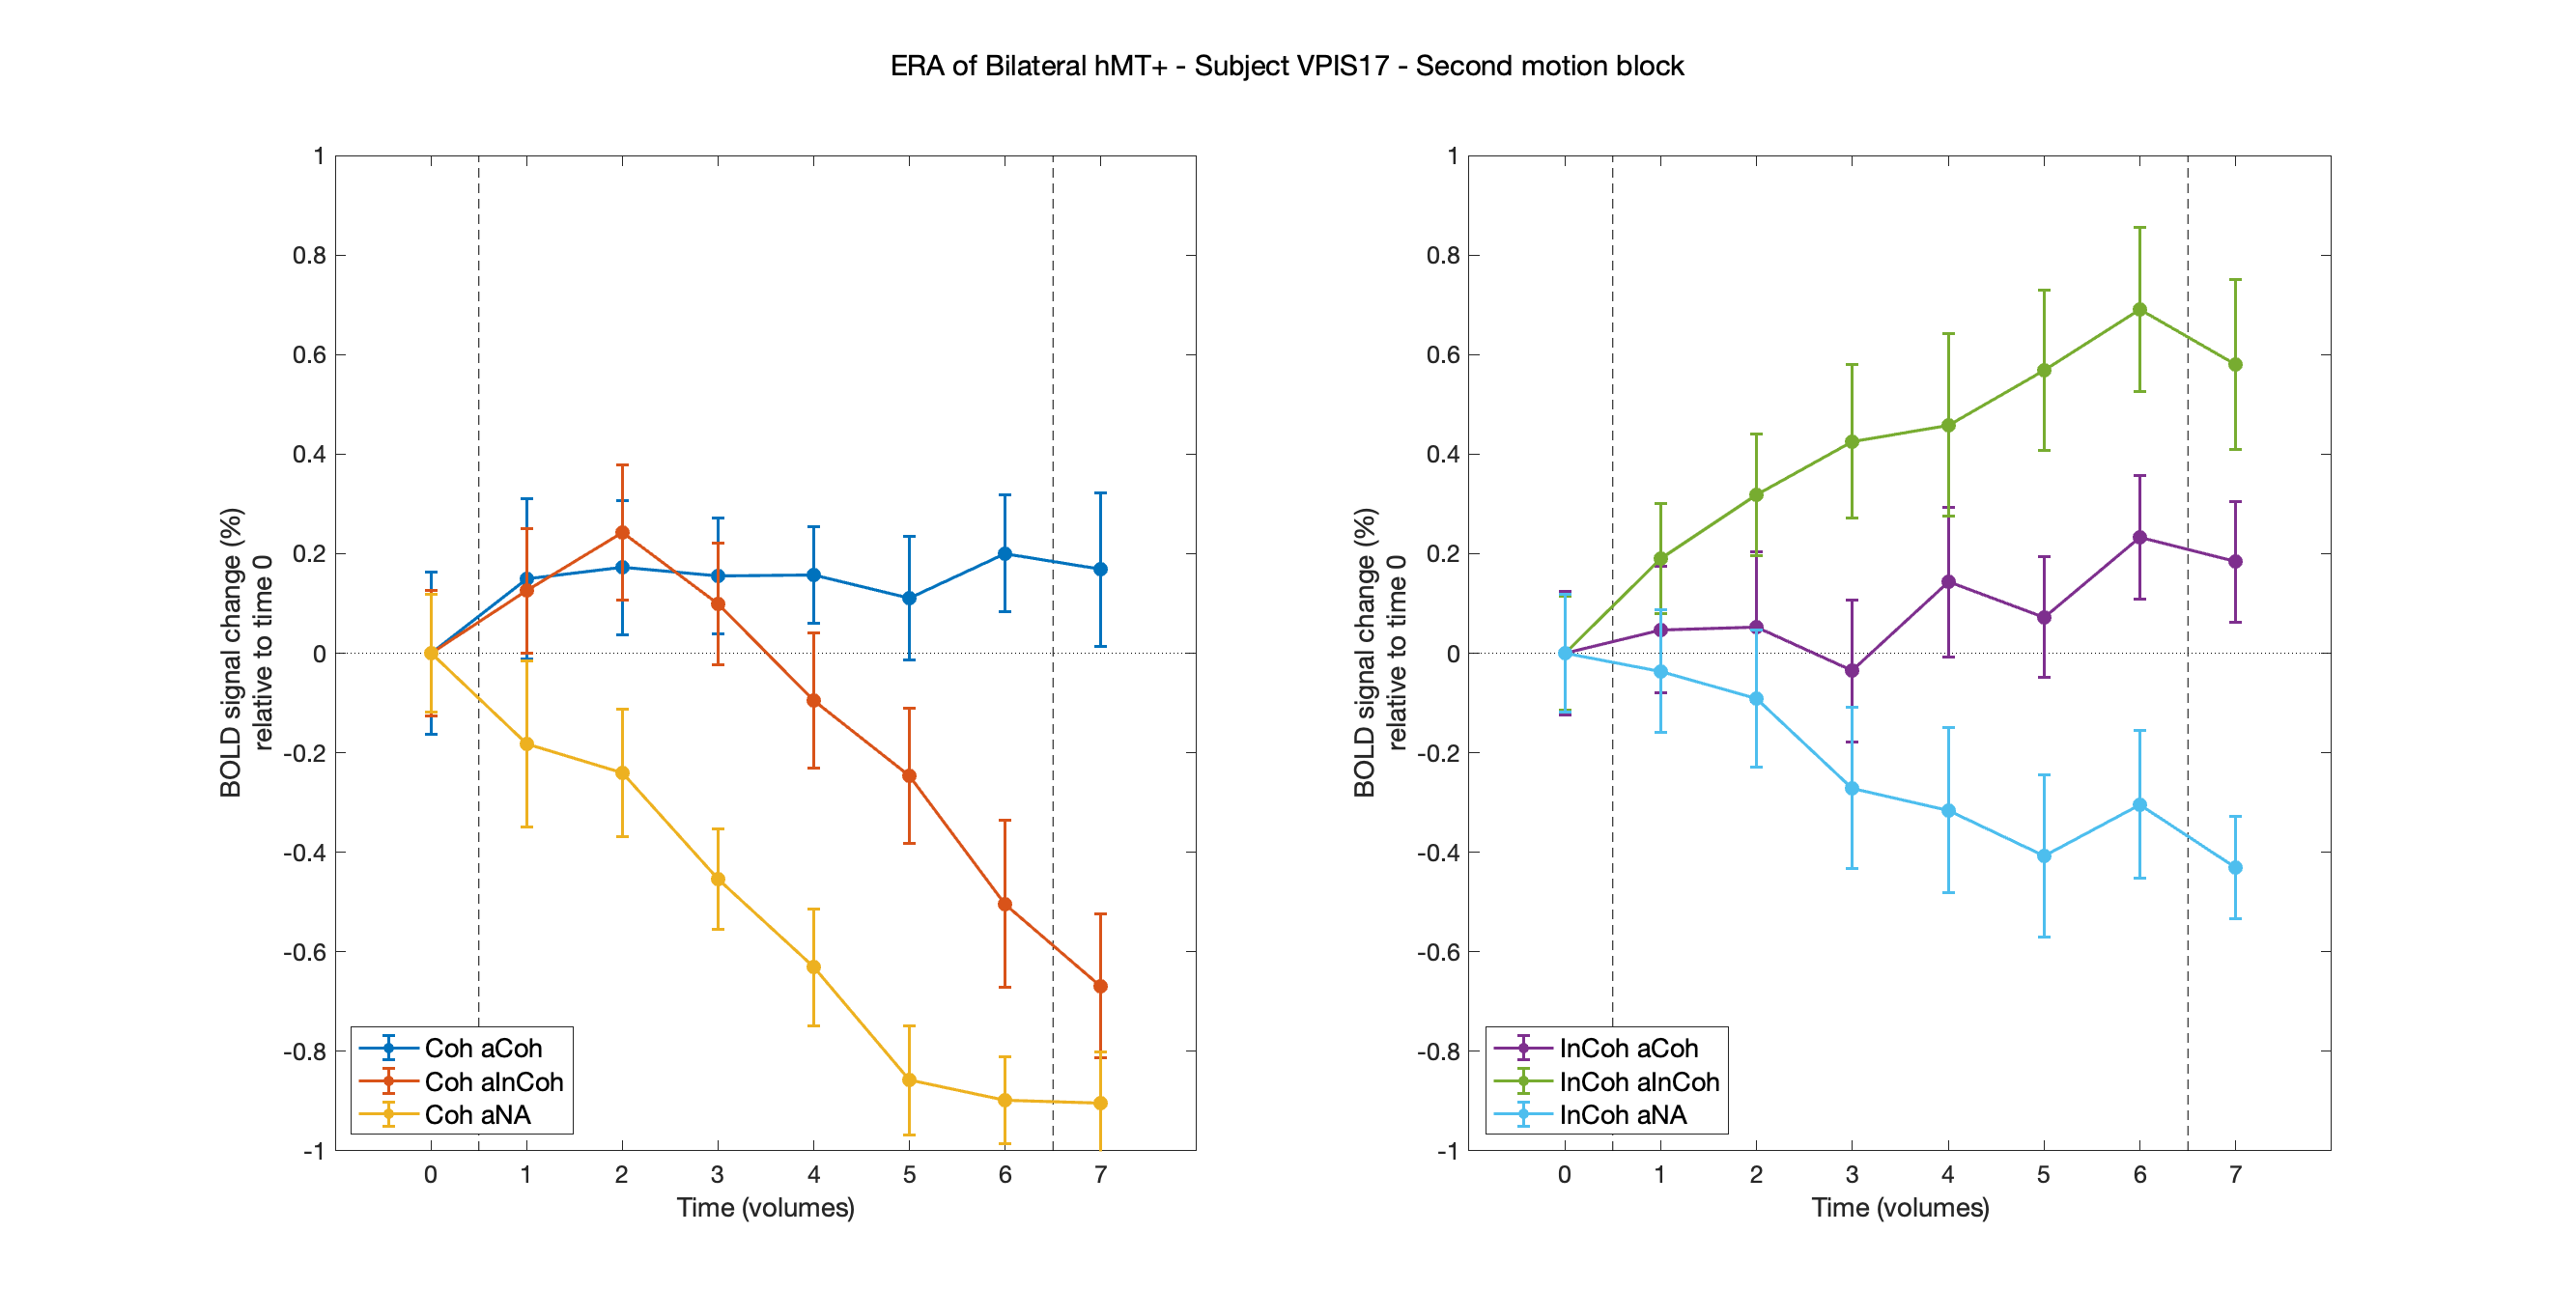 ERA of Bilateral hMT+ - Subject VPIS17 - Second motion block
BOLD signal change (%)
relative to time 0
1
0.8
0.6
0.4
0.2
0
-0.2
-0.4
-0.6
-0.8
-1
Coh aCoh
Coh aInCoh
Coh aNA
0 1 2 3 4 5 6 7
Time (volumes)
BOLD signal change (%)
relative to time 0
1
0.8
0.6
0.4
0.2
0
-0.2
-0.4
-0.6
-0.8
-1
InCoh aCoh
InCoh aInCoh
InCoh aNA
0 1 2 3 4 5 6 7
Time (volumes)